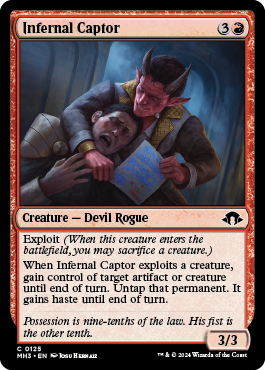 Infernal Captor 3
Creature — Devil Rogue
Exploit (When this creature enters the
battlefield, you may sacrifice a creature.)
When Infernal Captor exploits a creature,
gain control of target artifact or creature
until end of turn. Untap that permanent. It
gains haste until end of turn.
Possession is nine-tenths of the law. His fist is
the other tenth.
3/3
C 0125
MH3 • EN Josu Hernaiz
™ & © 2024 Wizards of the Coast